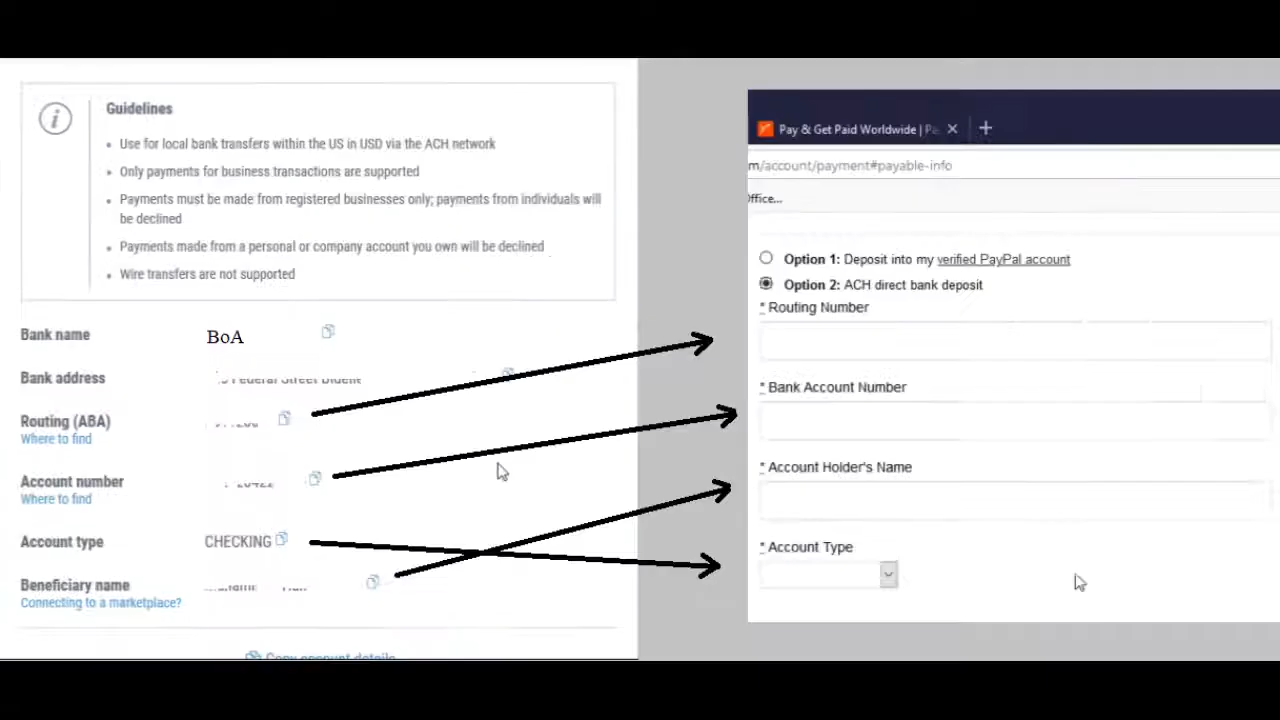 Guidelines
Use for local bank transfers within the US in USD via the ACH network
Only payments for business transactions are supported
Payments must be made from registered businesses only; payments from individuals will
be declined
Payments made from a personal or company account you own will be declined
Wire transfers are not supported
Bank name
BoA
Bank address
Federal Street
Routing (ABA)
Where to find
Account number
Where to find
Account type
CHECKING
Beneficiary name
Connecting to a marketplace?
Copy account details
Pay & Get Paid Worldwide |
m/account/payment#payable-info
Office...
Option 1: Deposit into my verified PayPal account
Option 2: ACH direct bank deposit
* Routing Number
* Bank Account Number
* Account Holder's Name
* Account Type